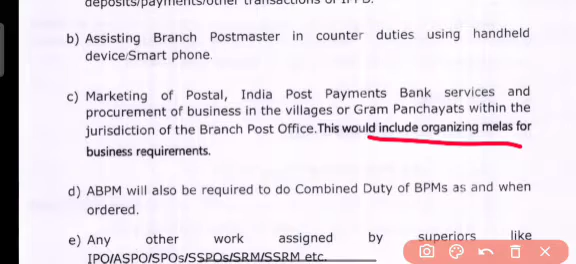 deposits/payments/other transactions of IPPB.
b) Assisting Branch Postmaster in counter duties using handheld
device/Smart phone.
c) Marketing of Postal, India Post Payments Bank services and
procurement of business in the villages or Gram Panchayats within the
jurisdiction of the Branch Post Office.This would include organizing melas for
business requirements.
d) ABPM will also be required to do Combined Duty of BPMs as and when
ordered.
e) Any other work assigned by superiors like
IPO/ASPO/SPOs/SSPOs/SRM/SSRM etc.